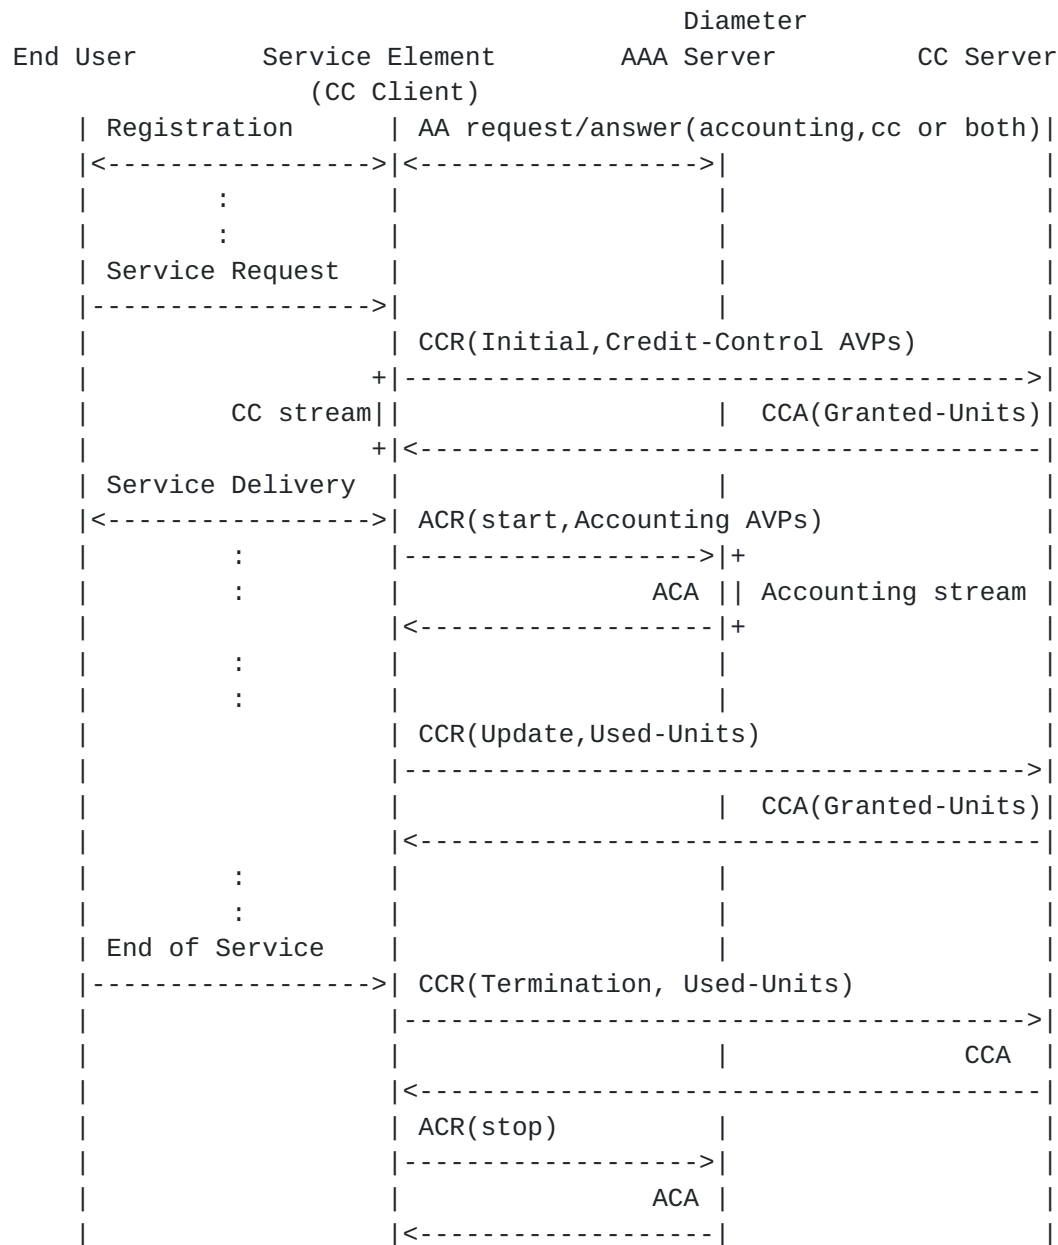 Diameter
End User        Service Element        AAA Server         CC Server
                   (CC Client)
    | Registration      | AA request/answer(accounting,cc or both)|
    |<----------------->|<------------------>|                    |
    |        :          |                    |                    |
    |        :          |                    |                    |
    | Service Request   |                    |                    |
    |------------------>|                    |                    |
    |                   | CCR(Initial,Credit-Control AVPs)        |
    |                  +|---------------------------------------->|
    |         CC stream||                    |  CCA(Granted-Units)|
    |                  +|<----------------------------------------|
    | Service Delivery  |                    |                    |
    |<----------------->| ACR(start,Accounting AVPs)              |
    |         :         |------------------->|+                   |
    |         :         |                ACA || Accounting stream |
    |                   |<-------------------|+                   |
    |         :         |                    |                    |
    |         :         |                    |                    |
    |                   | CCR(Update,Used-Units)                  |
    |                   |---------------------------------------->|
    |                   |                    |  CCA(Granted-Units)|
    |                   |<----------------------------------------|
    |         :         |                    |                    |
    |         :         |                    |                    |
    | End of Service    |                    |                    |
    |------------------>| CCR(Termination, Used-Units)            |
    |                   |---------------------------------------->|
    |                   |                    |               CCA  |
    |                   |<----------------------------------------|
    |                   | ACR(stop)          |                    |
    |                   |------------------->|                    |
    |                   |                ACA |                    |
    |                   |<-------------------|                    |